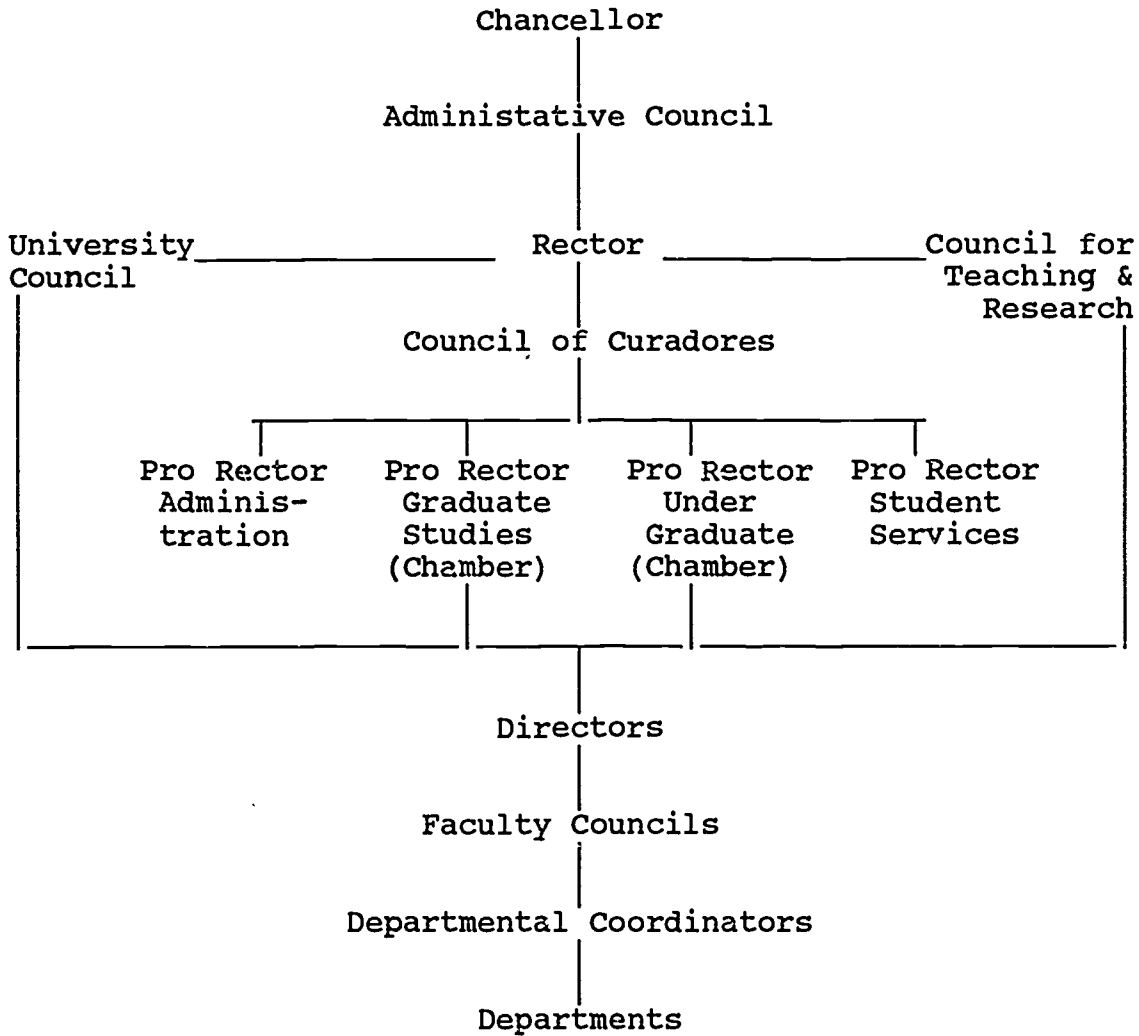 Chancellor
Administative Council
University
Council
Rector
Council for
Teaching &
Research
Council of Curadores
Pro Rector
Adminis-
tration
Pro Rector
Graduate
Studies
(Chamber)
Pro Rector
Under
Graduate
(Chamber)
Pro Rector
Student
Services
Directors
Faculty Councils
Departmental Coordinators
Departments